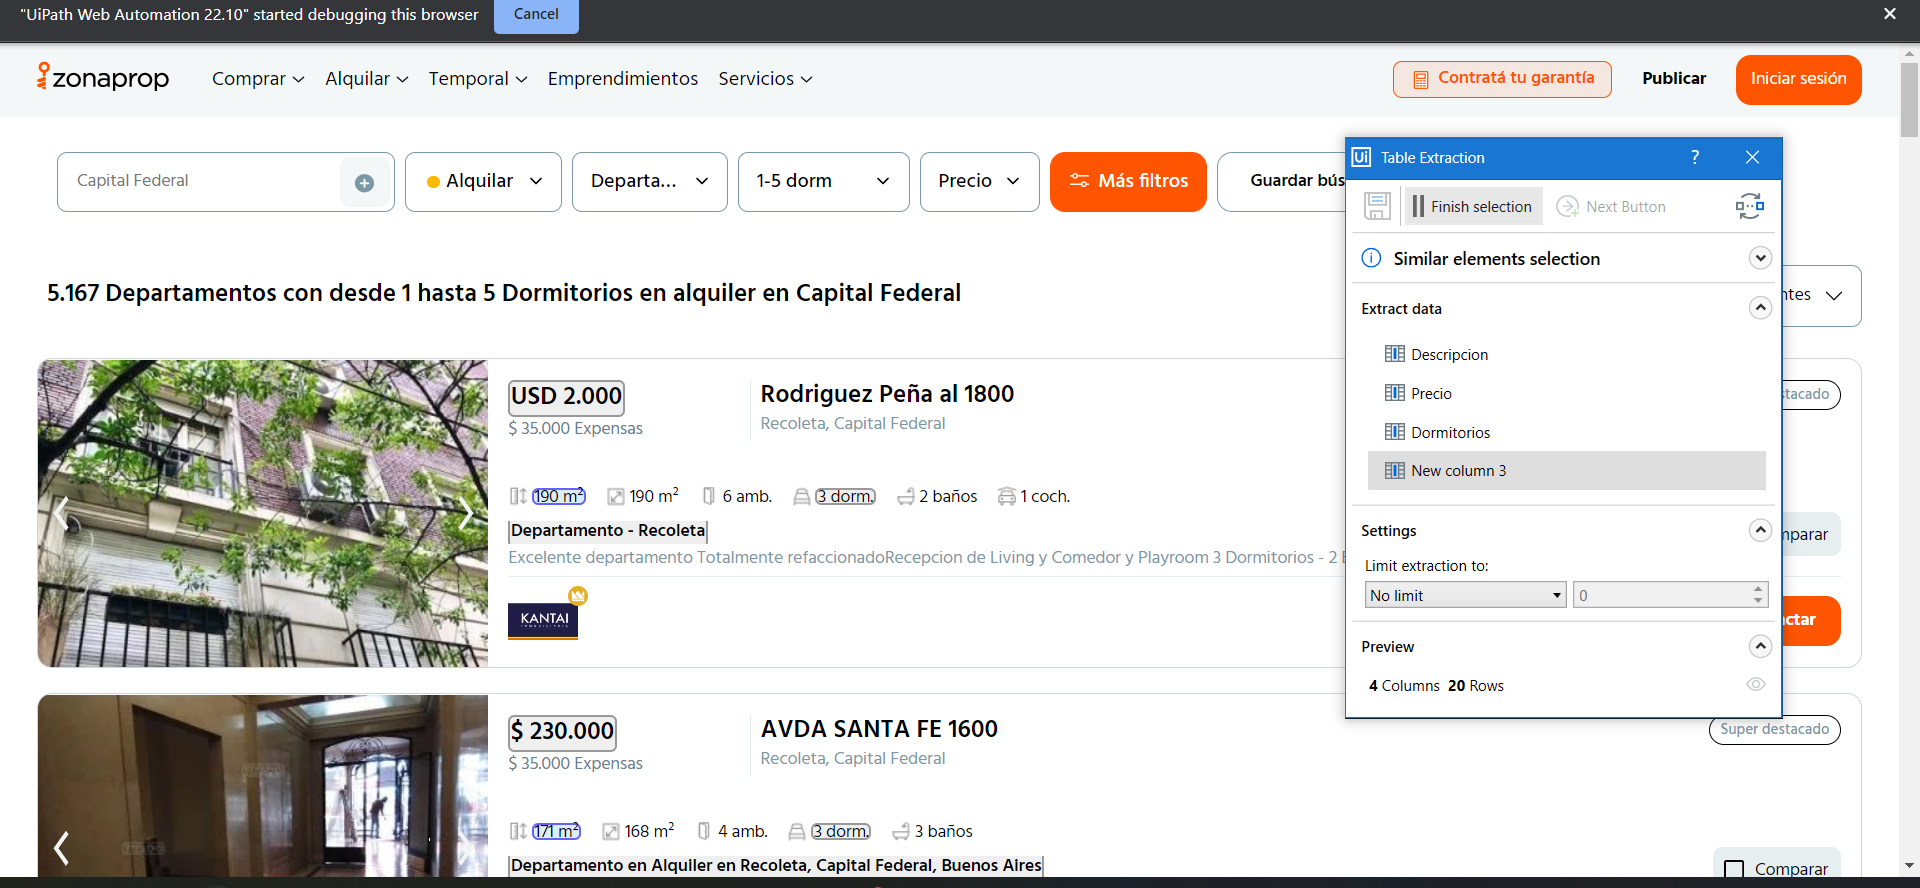 "UiPath Web Automation 22.10" started debugging this browser
Cancel
zonaprop
Comprar
Alquilar
Temporal
Emprendimientos
Servicios
Contratá tu garantía
Publicar
Iniciar sesión
Capital Federal
Alquilar
Departa...
1-5 dorm
Precio
Más filtros
Guardar bús
5.167 Departamentos con desde 1 hasta 5 Dormitorios en alquiler en Capital Federal
ntes
USD 2.000
$ 35.000 Expensas
Rodriguez Peña al 1800
Recoleta, Capital Federal
stacado
190 m²
190 m²
6 amb.
3 dorm.
2 baños
1 coch.
Departamento - Recoleta
Excelente departamento Totalmente refaccionadoRecepcion de Living y Comedor y Playroom 3 Dormitorios - 2
mparar
KANTAI
ctar
$ 230.000
$ 35.000 Expensas
AVDA SANTA FE 1600
Recoleta, Capital Federal
Super destacado
171 m²
168 m²
4 amb.
3 dorm.
3 baños
Departamento en Alquiler en Recoleta, Capital Federal, Buenos Aires
Comparar
Ui Table Extraction
?
Finish selection
Next Button
Similar elements selection
Extract data
Descripcion
Precio
Dormitorios
New column 3
Settings
Limit extraction to:
No limit
0
Preview
4 Columns 20 Rows